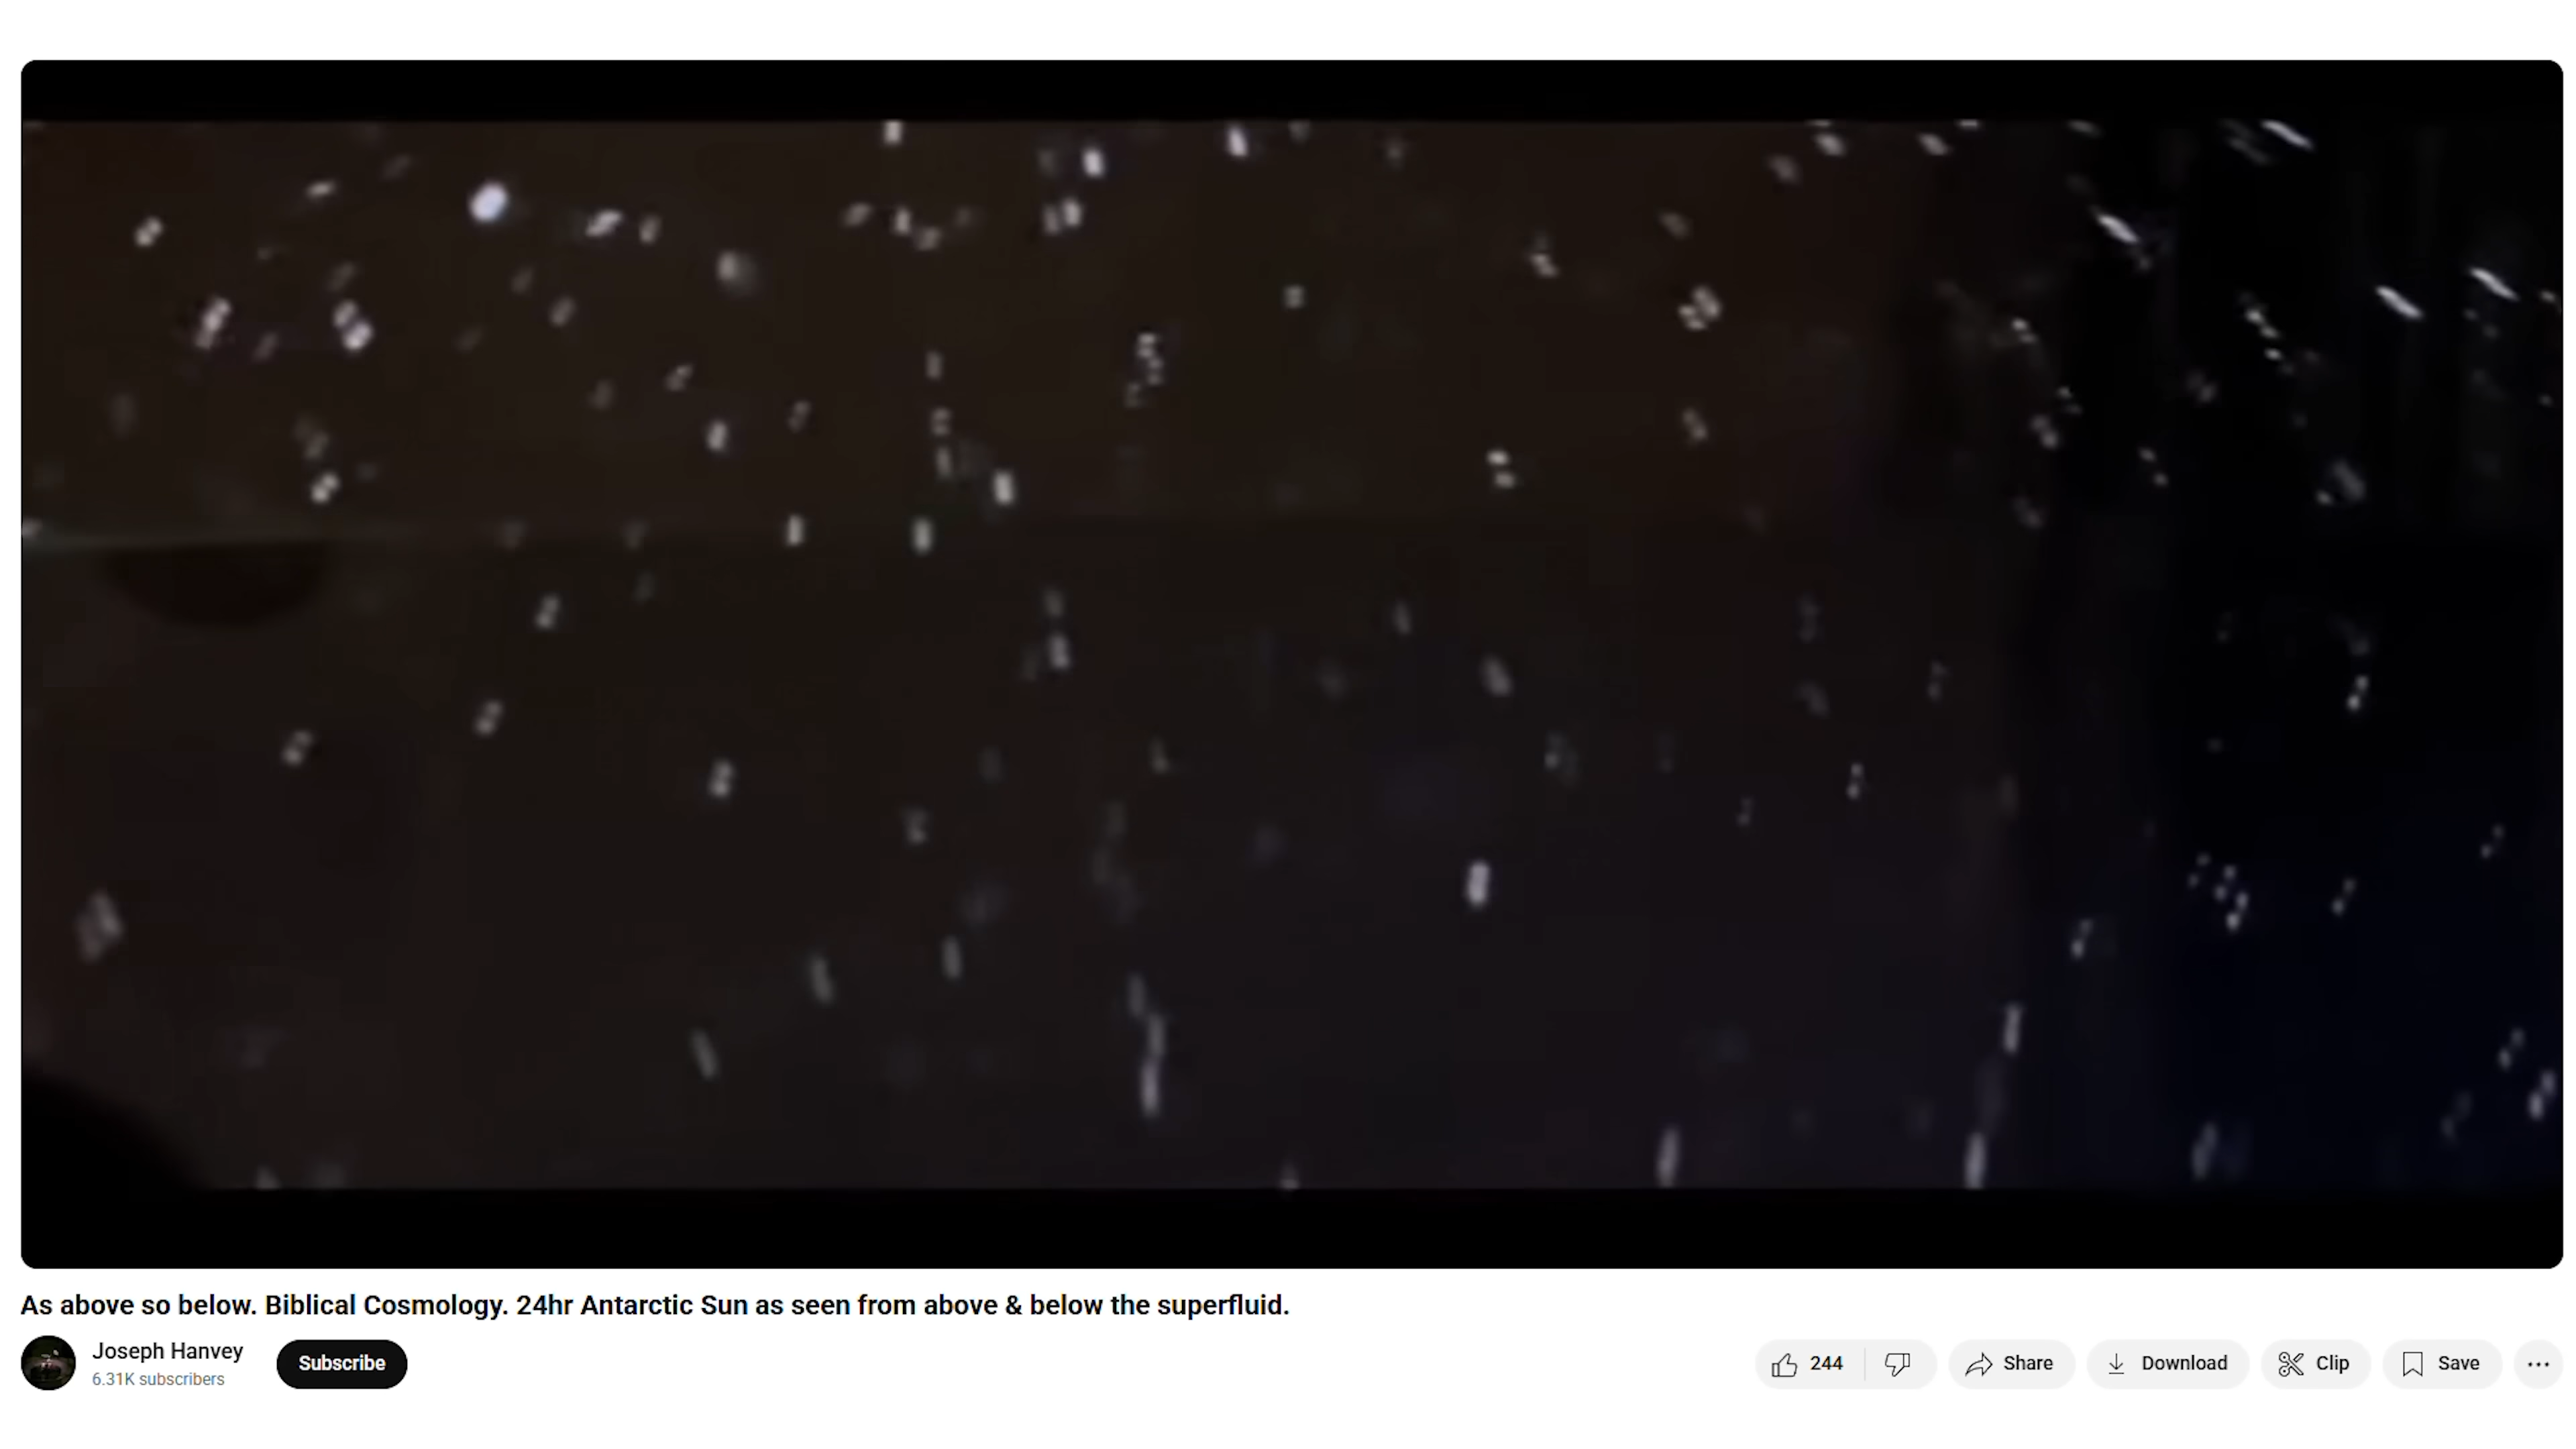 As above so below. Biblical Cosmology. 24hr Antarctic Sun as seen from above & below the superfluid.
Joseph Hanvey
6.31K subscribers
Subscribe
244
Share
Download
Clip
Save